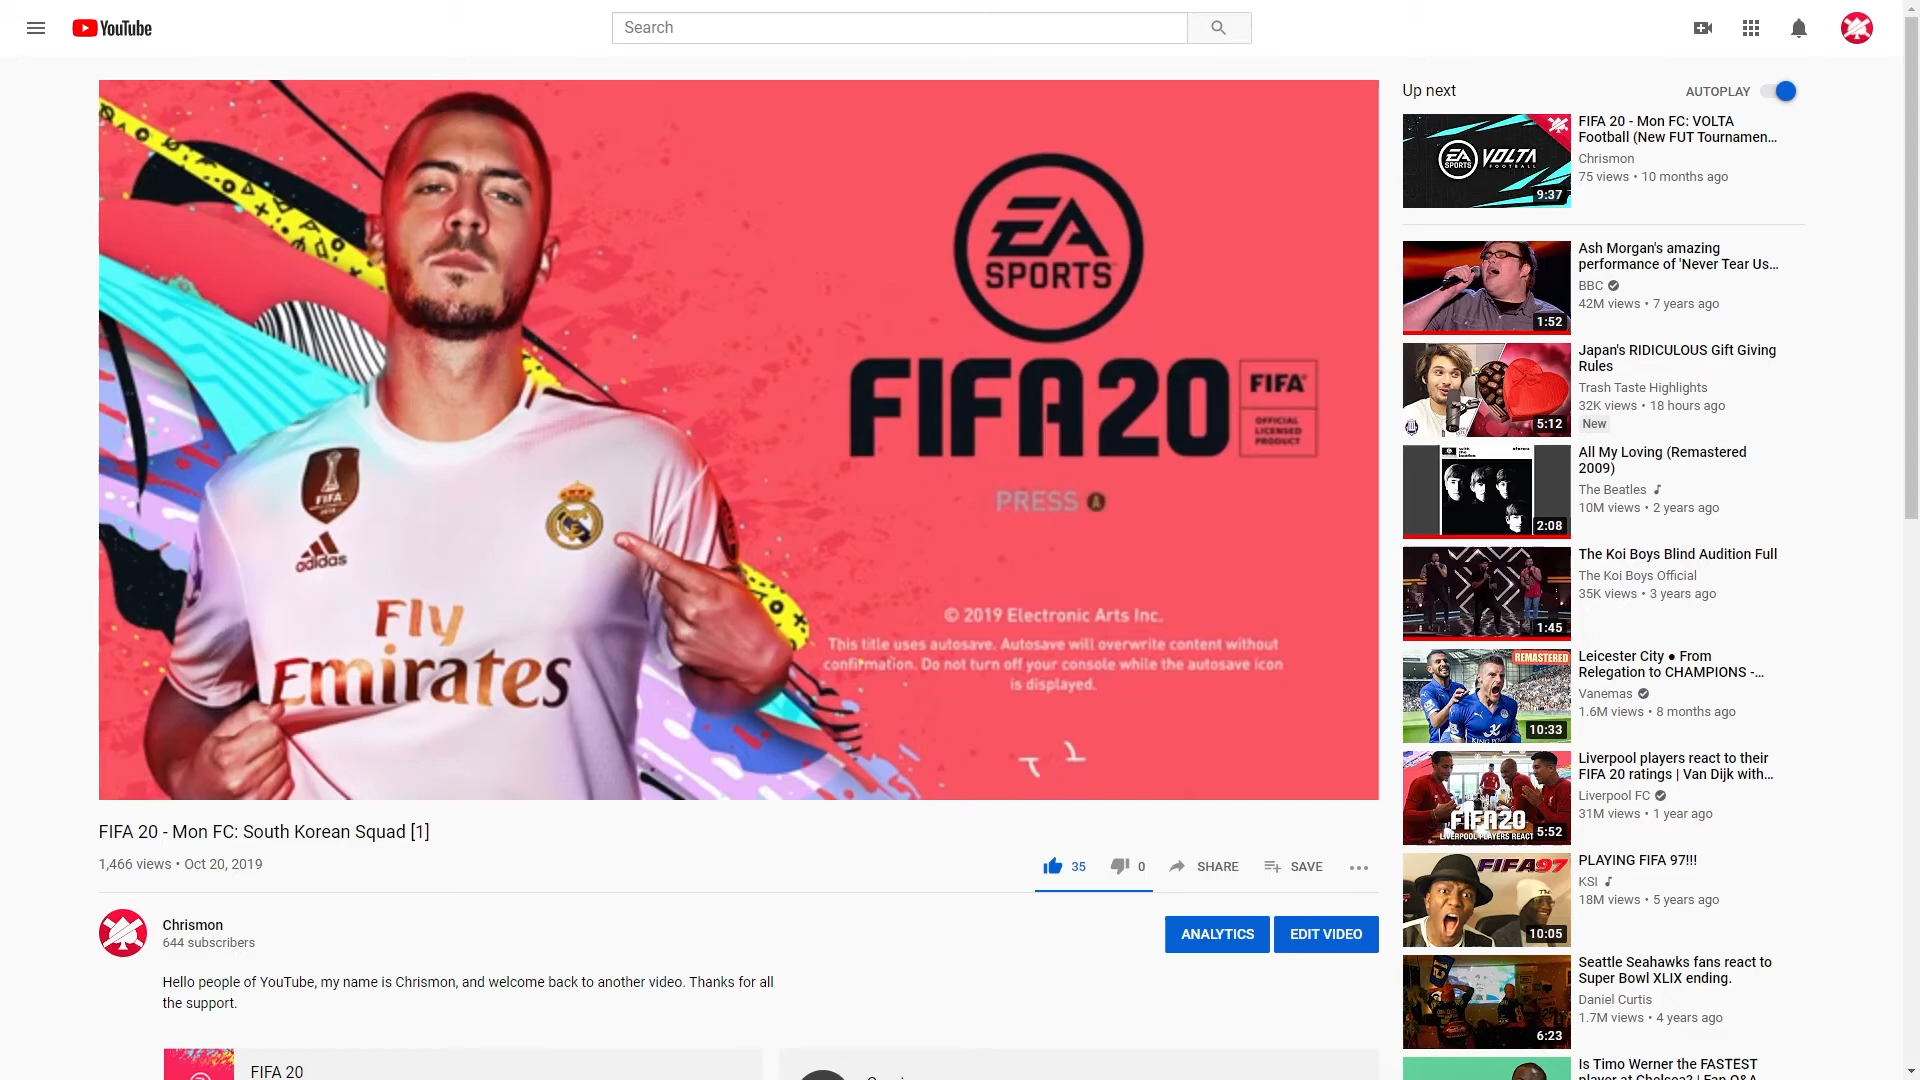 YouTube
Search
EA
SPORTS
FIFA 20
FIFA
OFFICIAL
LICENSED
PRODUCT
PRESS A
© 2019 Electronic Arts Inc.
This title uses autosave. Autosave will overwrite content without
confirmation. Do not turn off your console while the autosave icon
is displayed.
FIFA
adidas
Fly
Emirates
FIFA 20 - Mon FC: South Korean Squad [1]
1,466 views • Oct 20, 2019
35
0
SHARE
SAVE
Chrismon
644 subscribers
ANALYTICS
EDIT VIDEO
Hello people of YouTube, my name is Chrismon, and welcome back to another video. Thanks for all
the support.
FIFA 20
Up next
AUTOPLAY
EA SPORTS VOLTA FOOTBALL
9:37
FIFA 20 - Mon FC: VOLTA
Football (New FUT Tournamen...
Chrismon
75 views • 10 months ago
1:52
Ash Morgan's amazing
performance of 'Never Tear Us...
BBC
42M views • 7 years ago
5:12
Japan's RIDICULOUS Gift Giving
Rules
Trash Taste Highlights
32K views • 18 hours ago
New
2:08
All My Loving (Remastered
2009)
The Beatles
10M views • 2 years ago
1:45
The Koi Boys Blind Audition Full
The Koi Boys Official
35K views • 3 years ago
REMASTERED
10:33
Leicester City ● From
Relegation to CHAMPIONS -...
Vanemas
1.6M views • 8 months ago
FIFA20
LIVERPOOL PLAYERS REACT
5:52
Liverpool players react to their
FIFA 20 ratings | Van Dijk with...
Liverpool FC
31M views • 1 year ago
FIFA97
10:05
PLAYING FIFA 97!!!
KSI
18M views • 5 years ago
6:23
Seattle Seahawks fans react to
Super Bowl XLIX ending.
Daniel Curtis
1.7M views • 4 years ago
Is Timo Werner the FASTEST
player at Chelsea? | Fan Q&A